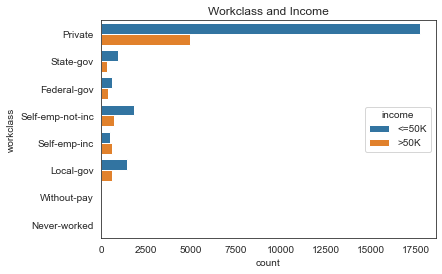 Workclass and Income
workclass
Private
State-gov
Federal-gov
Self-emp-not-inc
Self-emp-inc
Local-gov
Without-pay
Never-worked
income
<=50K
>50K
0 2500 5000 7500 10000 12500 15000 17500
count